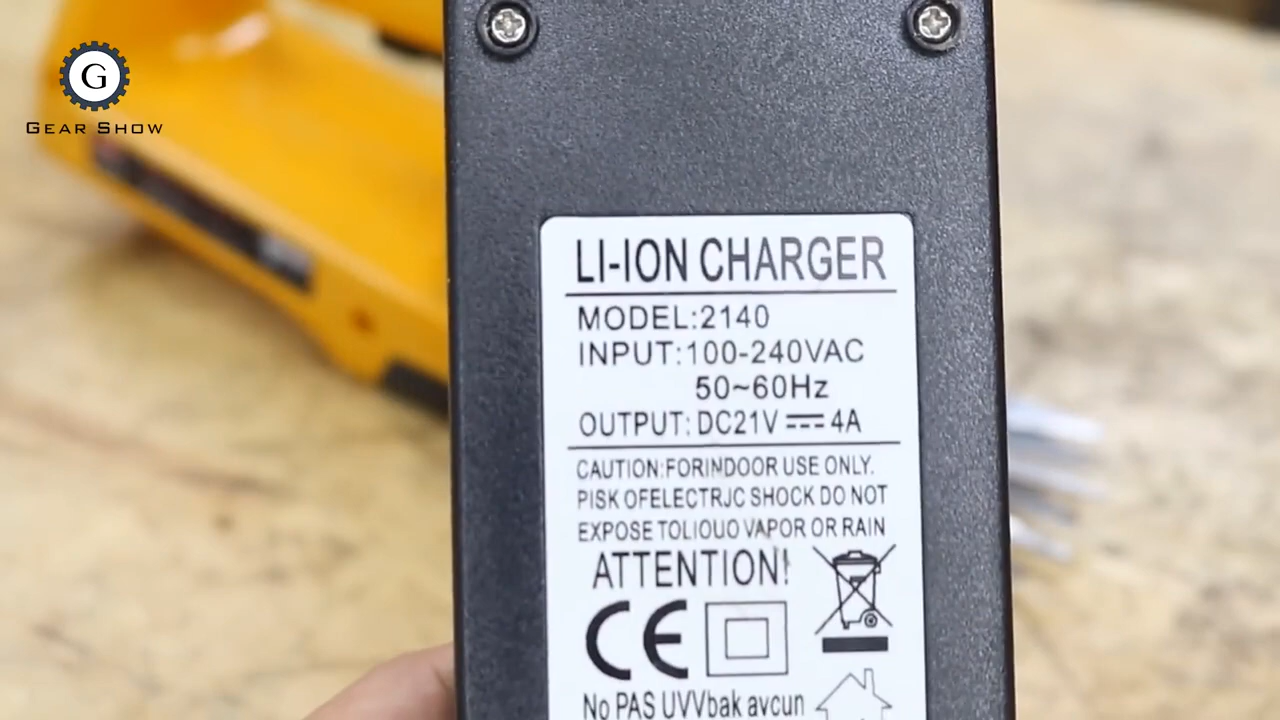 G
GEAR SHOW
LI-ION CHARGER
MODEL:2140
INPUT:100-240VAC
50~60Hz
OUTPUT: DC21V ⎓ 4A
CAUTION:FORINDOOR USE ONLY.
PISK OFELECTRJC SHOCK DO NOT
EXPOSE TOLIOUO VAPOR OR RAIN
ATTENTION!
CE
No PAS UVVbak avcun